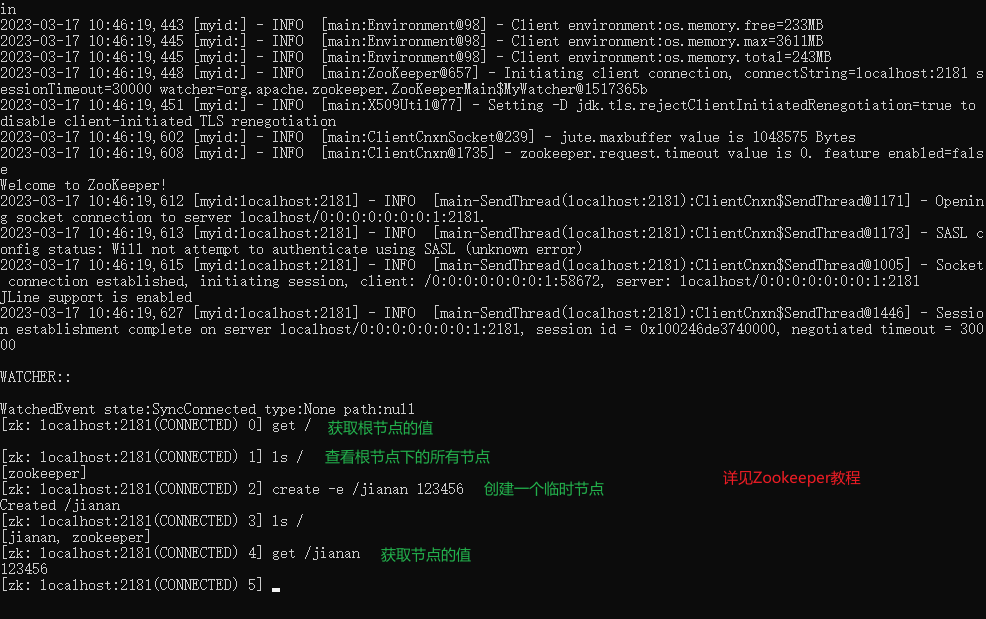 in
2023-03-17 10:46:19,443 [myid:] - INFO  [main:Environment@98] - Client environment:os.memory.free=233MB
2023-03-17 10:46:19,445 [myid:] - INFO  [main:Environment@98] - Client environment:os.memory.max=3611MB
2023-03-17 10:46:19,445 [myid:] - INFO  [main:Environment@98] - Client environment:os.memory.total=243MB
2023-03-17 10:46:19,448 [myid:] - INFO  [main:ZooKeeper@657] - Initiating client connection, connectString=localhost:2181 s
essionTimeout=30000 watcher=org.apache.zookeeper.ZooKeeperMain$MyWatcher@1517365b
2023-03-17 10:46:19,451 [myid:] - INFO  [main:X509Util@77] - Setting -D jdk.tls.rejectClientInitiatedRenegotiation=true to
disable client-initiated TLS renegotiation
2023-03-17 10:46:19,602 [myid:] - INFO  [main:ClientCnxnSocket@239] - jute.maxbuffer value is 1048575 Bytes
2023-03-17 10:46:19,608 [myid:] - INFO  [main:ClientCnxn@1735] - zookeeper.request.timeout value is 0. feature enabled=fals
e
Welcome to ZooKeeper!
2023-03-17 10:46:19,612 [myid:localhost:2181] - INFO  [main-SendThread(localhost:2181):ClientCnxn$SendThread@1171] - Openin
g socket connection to server localhost/0:0:0:0:0:0:0:1:2181.
2023-03-17 10:46:19,613 [myid:localhost:2181] - INFO  [main-SendThread(localhost:2181):ClientCnxn$SendThread@1173] - SASL c
onfig status: Will not attempt to authenticate using SASL (unknown error)
2023-03-17 10:46:19,615 [myid:localhost:2181] - INFO  [main-SendThread(localhost:2181):ClientCnxn$SendThread@1005] - Socket
 connection established, initiating session, client: /0:0:0:0:0:0:0:1:58672, server: localhost/0:0:0:0:0:0:0:1:2181
JLine support is enabled
2023-03-17 10:46:19,627 [myid:localhost:2181] - INFO  [main-SendThread(localhost:2181):ClientCnxn$SendThread@1446] - Sessio
n establishment complete on server localhost/0:0:0:0:0:0:0:1:2181, session id = 0x100246de3740000, negotiated timeout = 300
00
WATCHER::
WatchedEvent state:SyncConnected type:None path:null
[zk: localhost:2181(CONNECTED) 0] get / 获取根节点的值
[zk: localhost:2181(CONNECTED) 1] ls / 查看根节点下的所有节点
[zookeeper] 详见Zookeeper教程
[zk: localhost:2181(CONNECTED) 2] create -e /jianan 123456 创建一个临时节点
Created /jianan
[zk: localhost:2181(CONNECTED) 3] ls /
[jianan, zookeeper]
[zk: localhost:2181(CONNECTED) 4] get /jianan 获取节点的值
123456
[zk: localhost:2181(CONNECTED) 5]